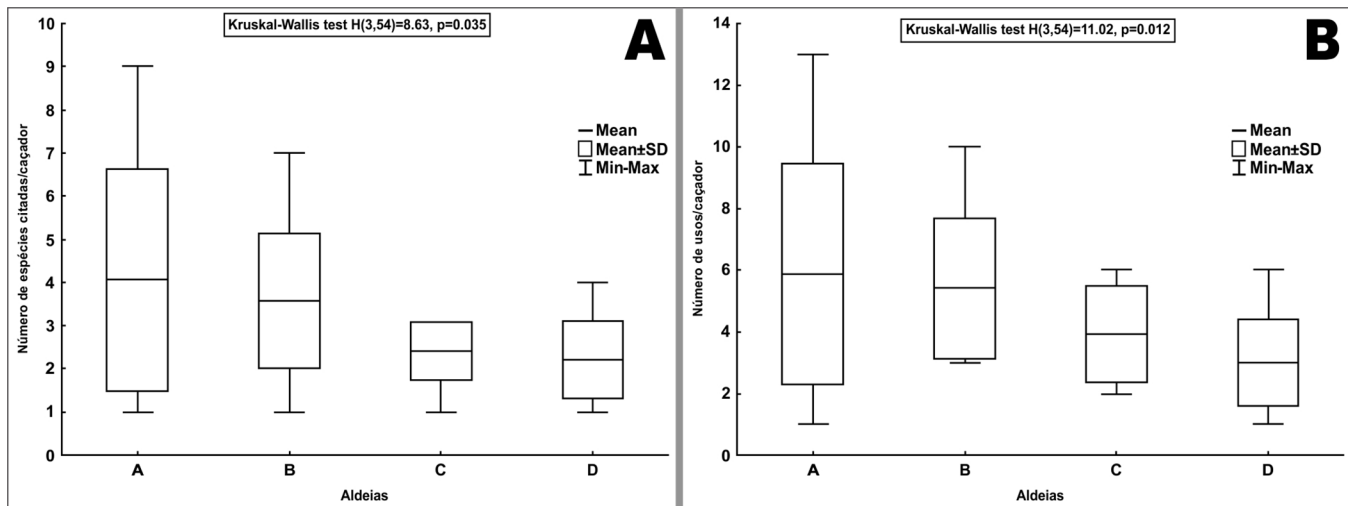 Kruskal-Wallis test H(3,54)=8.63, p=0.035
A
Número de espécies citadas/caçador
10
9
8
7
6
5
4
3
2
1
0
Mean
Mean±SD
Min-Max
A B C D
Aldeias
Kruskal-Wallis test H(3,54)=11.02, p=0.012
B
Número de usos/caçador
14
12
10
8
6
4
2
0
Mean
Mean±SD
Min-Max
A B C D
Aldeias